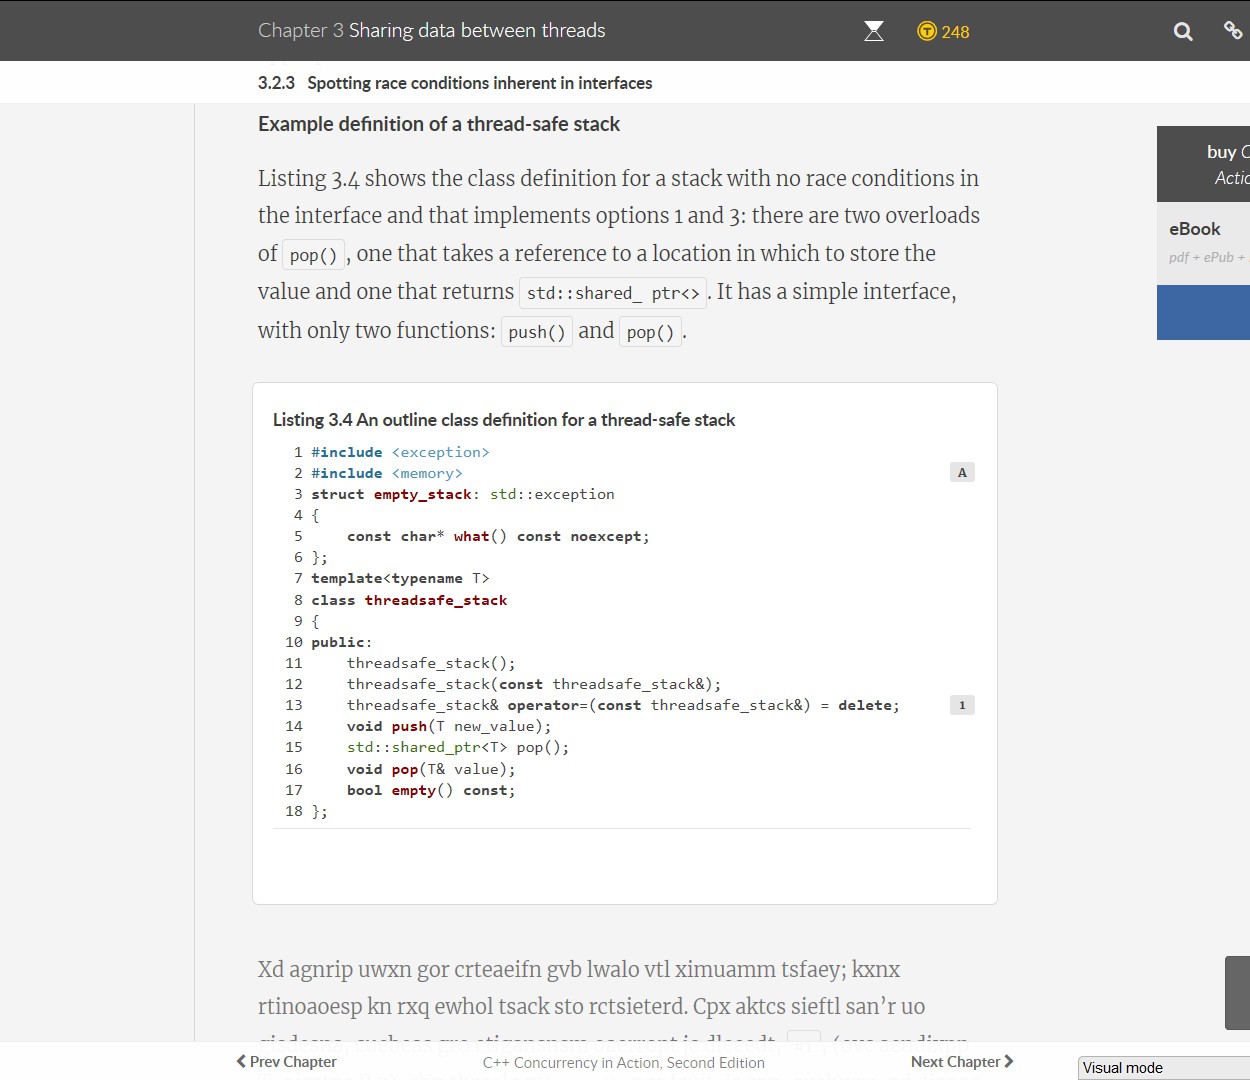 Chapter 3 Sharing data between threads
248
3.2.3 Spotting race conditions inherent in interfaces
Example definition of a thread-safe stack
Listing 3.4 shows the class definition for a stack with no race conditions in
the interface and that implements options 1 and 3: there are two overloads
of pop(), one that takes a reference to a location in which to store the
value and one that returns std::shared_ ptr<>. It has a simple interface,
with only two functions: push() and pop().
buy
Actio
eBook
pdf + ePub +
Listing 3.4 An outline class definition for a thread-safe stack
1 #include <exception>
2 #include <memory>
A
3 struct empty_stack: std::exception
4 {
5     const char* what() const noexcept;
6 };
7 template<typename T>
8 class threadsafe_stack
9 {
10 public:
11     threadsafe_stack();
12     threadsafe_stack(const threadsafe_stack&);
13     threadsafe_stack& operator=(const threadsafe_stack&) = delete;
1
14     void push(T new_value);
15     std::shared_ptr<T> pop();
16     void pop(T& value);
17     bool empty() const;
18 };
Xd agnrip uwxn gor crteaeifn gvb lwalo vtl ximuamm tsfaey; kxnx
rtinoaoesp kn rxq ewhol tsack sto rctsieterd. Cpx aktcs sieftl san’r uo
Prev Chapter
C++ Concurrency in Action, Second Edition
Next Chapter
Visual mode